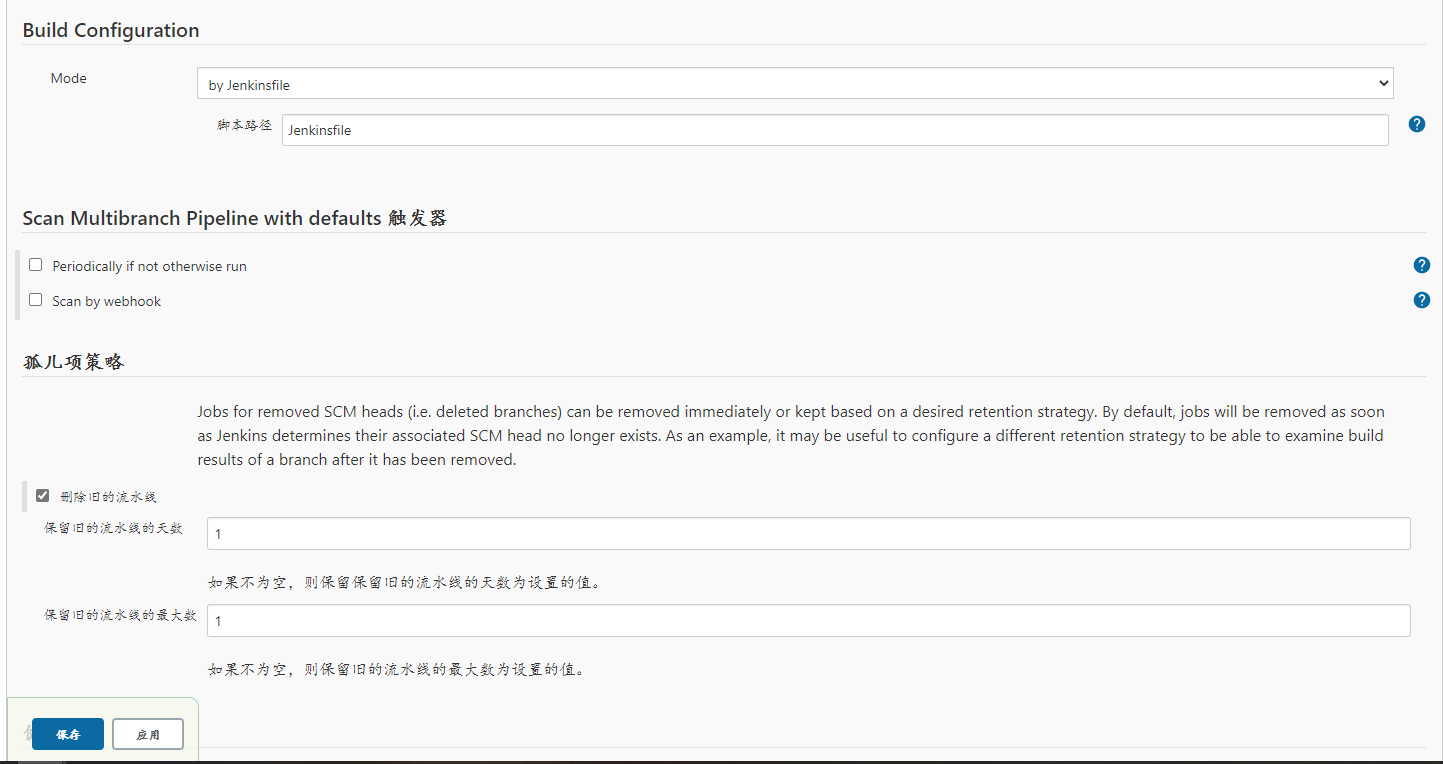 Build Configuration
Mode
by Jenkinsfile
脚本路径
Jenkinsfile
Scan Multibranch Pipeline with defaults 触发器
Periodically if not otherwise run
Scan by webhook
孤儿项策略
Jobs for removed SCM heads (i.e. deleted branches) can be removed immediately or kept based on a desired retention strategy. By default, jobs will be removed as soon
as Jenkins determines their associated SCM head no longer exists. As an example, it may be useful to configure a different retention strategy to be able to examine build
results of a branch after it has been removed.
删除旧的流水线
保留旧的流水线的天数
1
如果不为空，则保留保留旧的流水线的天数为设置的值。
保留旧的流水线的最大数
1
如果不为空，则保留旧的流水线的最大数为设置的值。
保存
应用